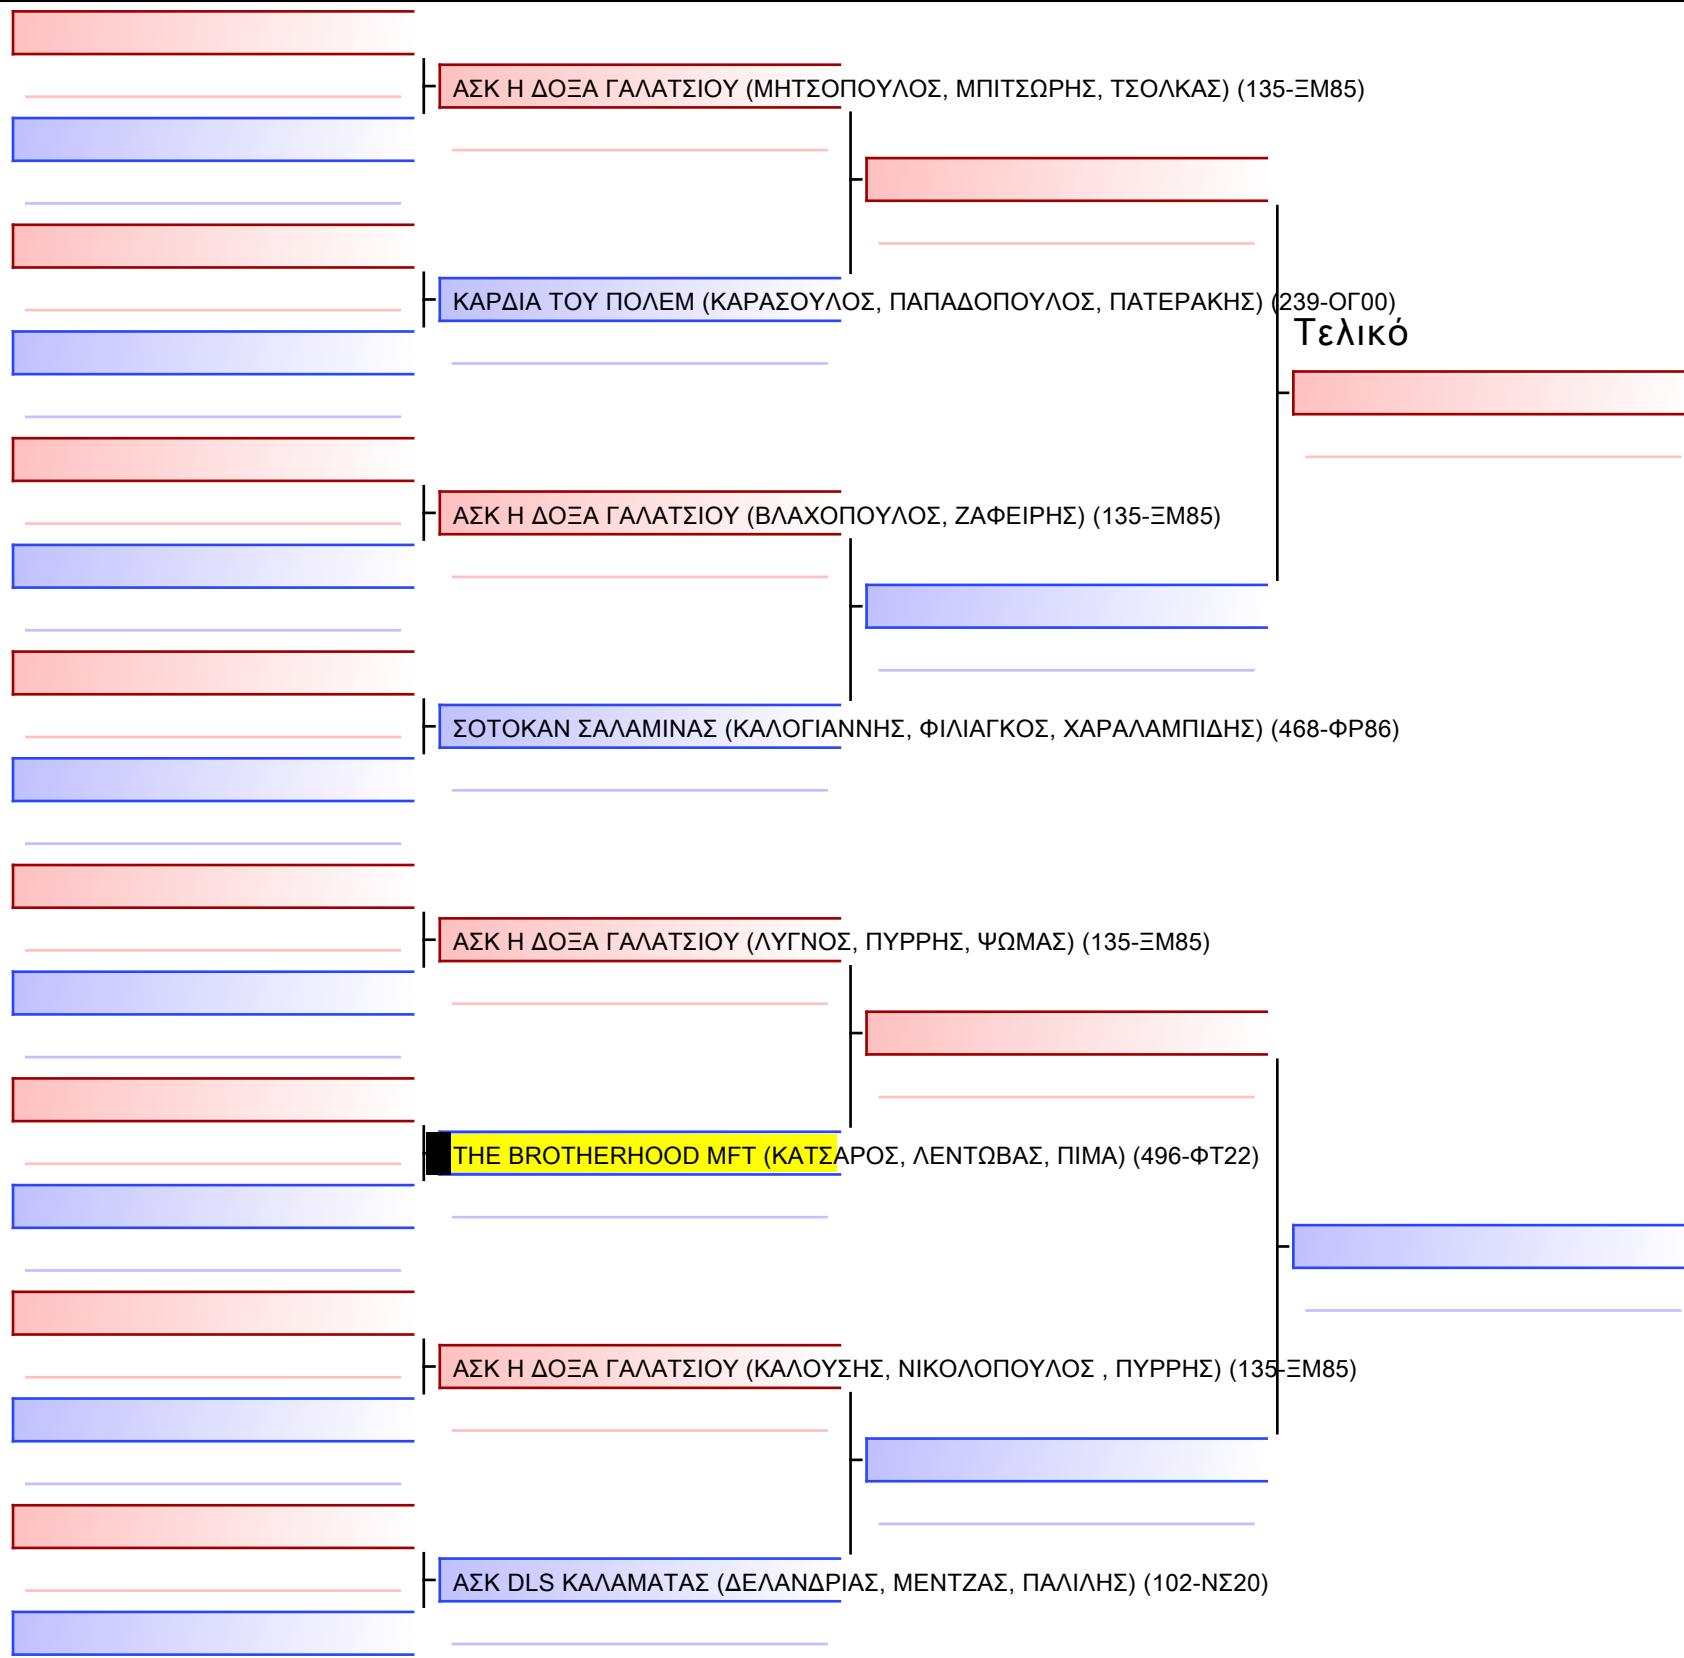 ΑΣΚ Η ΔΟΞΑ ΓΑΛΑΤΣΙΟΥ (ΜΗΤΣΟΠΟΥΛΟΣ, ΜΠΙΤΣΩΡΗΣ, ΤΣΟΛΚΑΣ) (135-ΞΜ85)
ΚΑΡΔΙΑ ΤΟΥ ΠΟΛΕΜ (ΚΑΡΑΣΟΥΛΟΣ, ΠΑΠΑΔΟΠΟΥΛΟΣ, ΠΑΤΕΡΑΚΗΣ) (239-ΟΓ00)
Τελικό
ΑΣΚ Η ΔΟΞΑ ΓΑΛΑΤΣΙΟΥ (ΒΛΑΧΟΠΟΥΛΟΣ, ΖΑΦΕΙΡΗΣ) (135-ΞΜ85)
ΣΟΤΟΚΑΝ ΣΑΛΑΜΙΝΑΣ (ΚΑΛΟΓΙΑΝΝΗΣ, ΦΙΛΙΑΓΚΟΣ, ΧΑΡΑΛΑΜΠΙΔΗΣ) (468-ΦΡ86)
ΑΣΚ Η ΔΟΞΑ ΓΑΛΑΤΣΙΟΥ (ΛΥΓΝΟΣ, ΠΥΡΡΗΣ, ΨΩΜΑΣ) (135-ΞΜ85)
THE BROTHERHOOD MFT (ΚΑΤΣΑΡΟΣ, ΛΕΝΤΩΒΑΣ, ΠΙΜΑ) (496-ΦΤ22)
ΑΣΚ Η ΔΟΞΑ ΓΑΛΑΤΣΙΟΥ (ΚΑΛΟΥΣΗΣ, ΝΙΚΟΛΟΠΟΥΛΟΣ , ΠΥΡΡΗΣ) (135-ΞΜ85)
ΑΣΚ DLS ΚΑΛΑΜΑΤΑΣ (ΔΕΛΑΝΔΡΙΑΣ, ΜΕΝΤΖΑΣ, ΠΑΛΙΛΗΣ) (102-ΝΣ20)